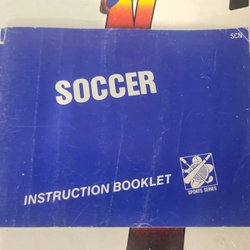 SCN
SOCCER
INSTRUCTION BOOKLET
SPORTS SERIES